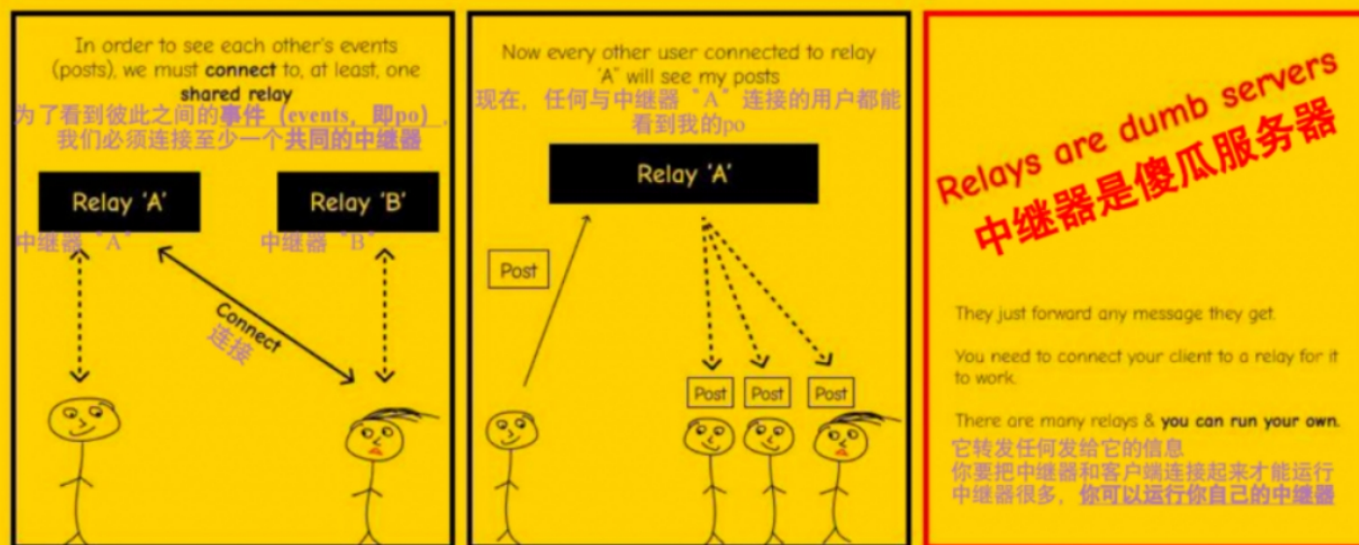 In order to see each other's events
(posts), we must connect to, at least, one
shared relay
为了看到彼此之间的事件（events，即po），
我们必须连接至少一个共同的中继器
Relay ‘A’
Relay ‘B’
中继器“A”
中继器“B”
Connect
连接
Now every other user connected to relay
‘A” will see my posts
现在，任何与中继器“A”连接的用户都能
看到我的po
Relay ‘A’
Post
Post
Post
Post
Relays are dumb servers
中继器是傻瓜服务器
They just forward any message they get.
You need to connect your client to a relay for it
to work.
There are many relays & you can run your own.
它转发任何发给它的信息
你要把中继器和客户端连接起来才能运行
中继器很多，你可以运行你自己的中继器